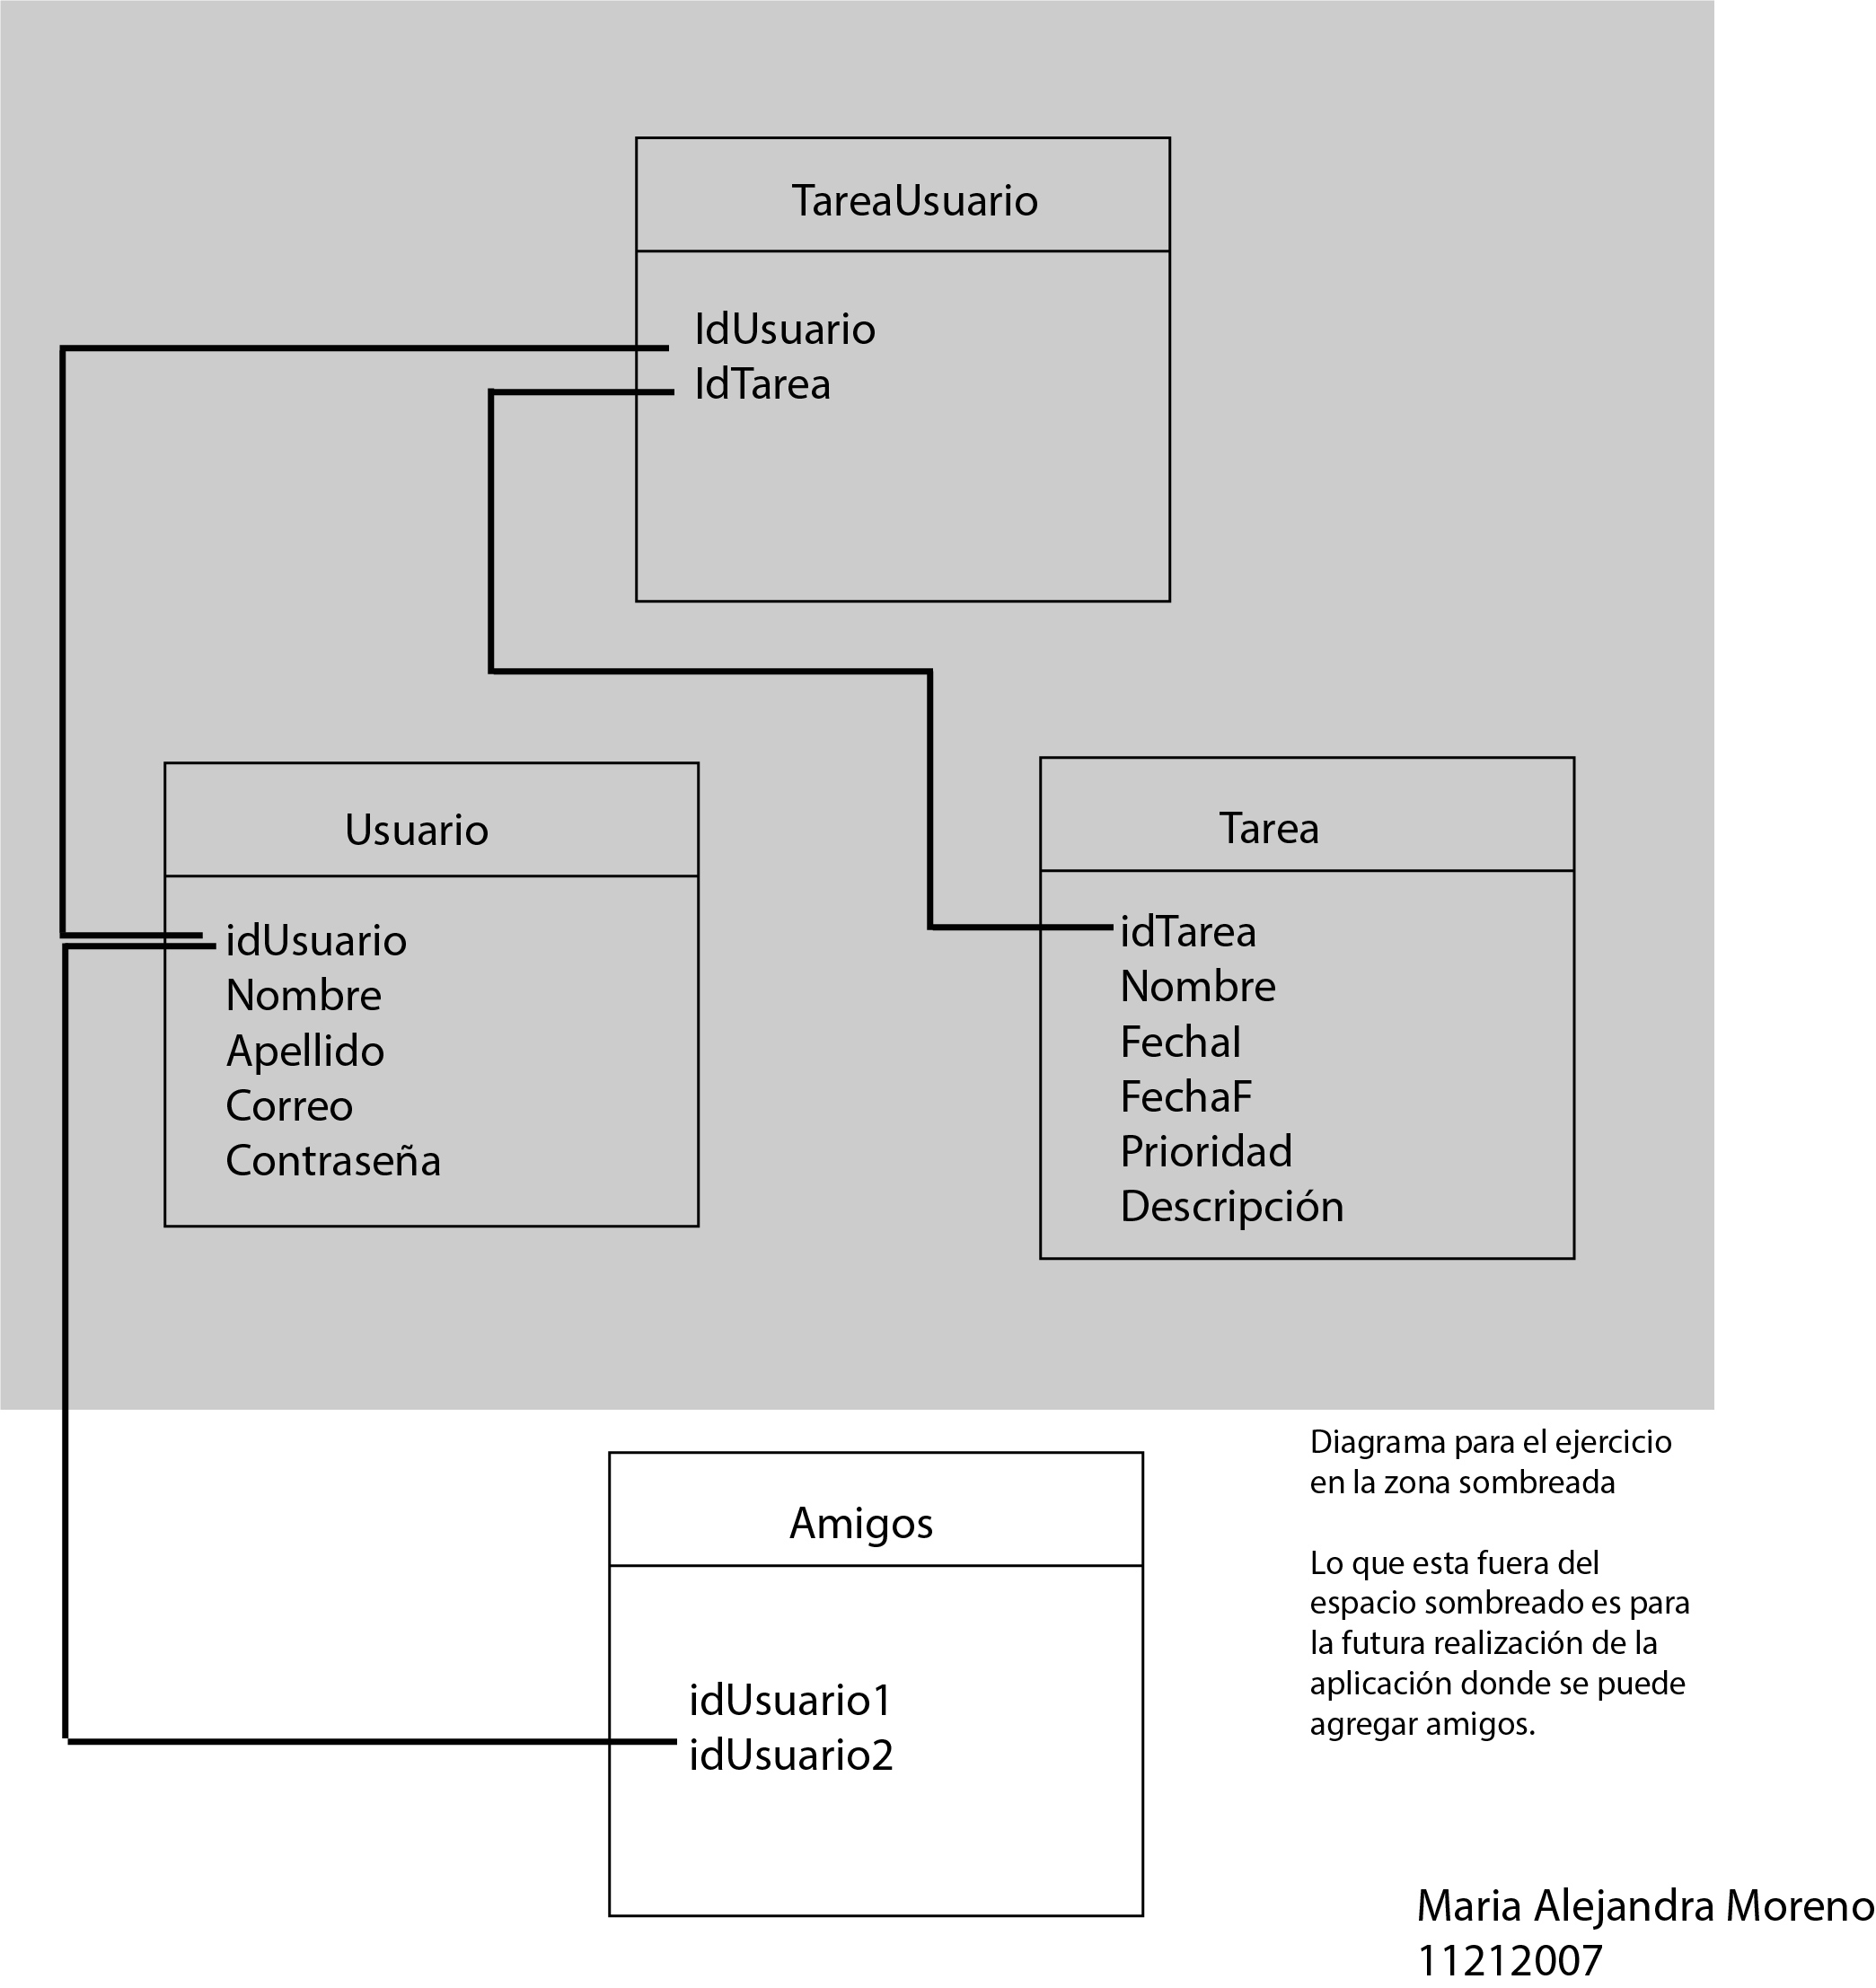 TareaUsuario
IdUsuario
IdTarea
Usuario
idUsuario
Nombre
Apellido
Correo
Contraseña
Tarea
idTarea
Nombre
FechaI
FechaF
Prioridad
Descripción
Diagrama para el ejercicio
en la zona sombreada
Lo que esta fuera del
espacio sombreado es para
la futura realización de la
aplicación donde se puede
agregar amigos.
Amigos
idUsuario1
idUsuario2
Maria Alejandra Moreno
11212007